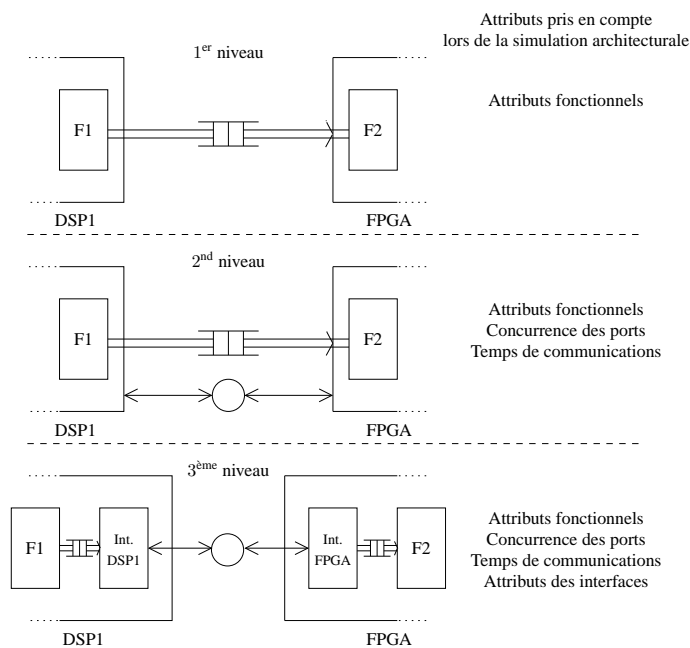 Attributs pris en compte
lors de la simulation architecturale
1er niveau
Attributs fonctionnels
F1
F2
DSP1
FPGA
2nd niveau
F1
F2
Attributs fonctionnels
Concurrence des ports
Temps de communications
DSP1
FPGA
3ème niveau
F1
Int.
DSP1
Int.
FPGA
F2
Attributs fonctionnels
Concurrence des ports
Temps de communications
Attributs des interfaces
DSP1
FPGA